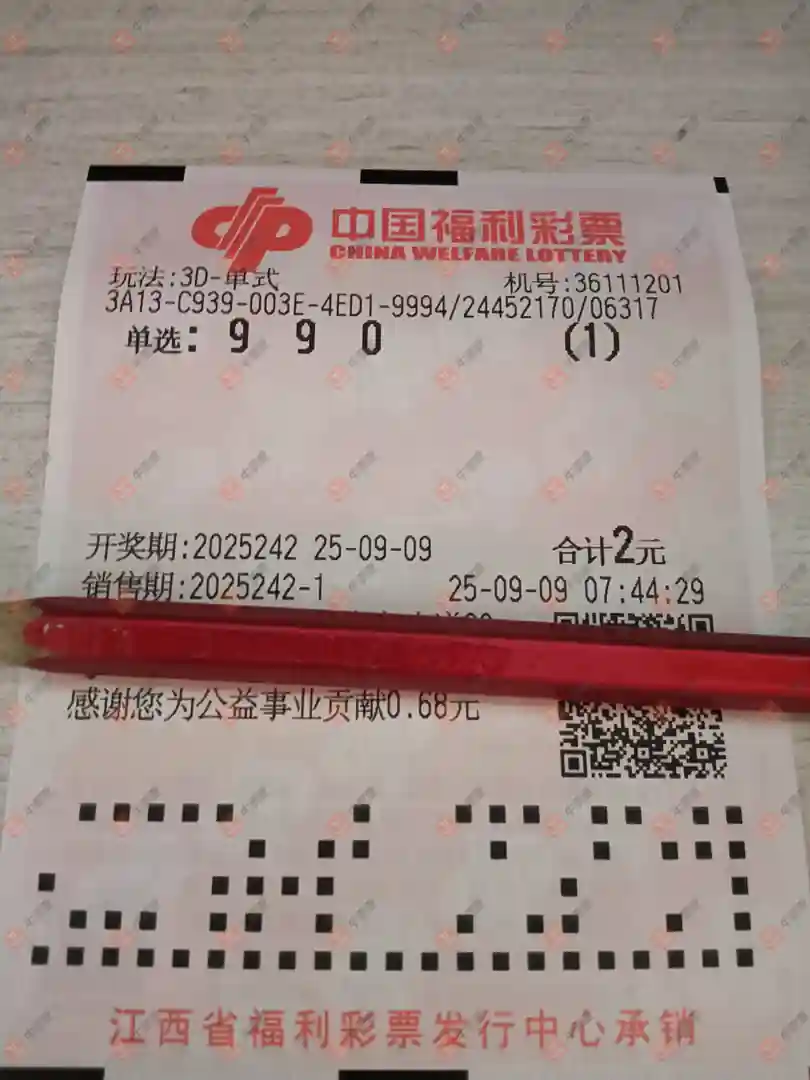 中国福利彩票
CHINA WELFARE LOTTERY
玩法:3D-单式 机号:36111201
3A13-C939-003E-4ED1-9994/24452170/06317
单选: 9 9 0 (1)
开奖期:2025242 25-09-09 合计2元
销售期:2025242-1 25-09-09 07:44:29
感谢您为公益事业贡献0.68元
江西省福利彩票发行中心承销